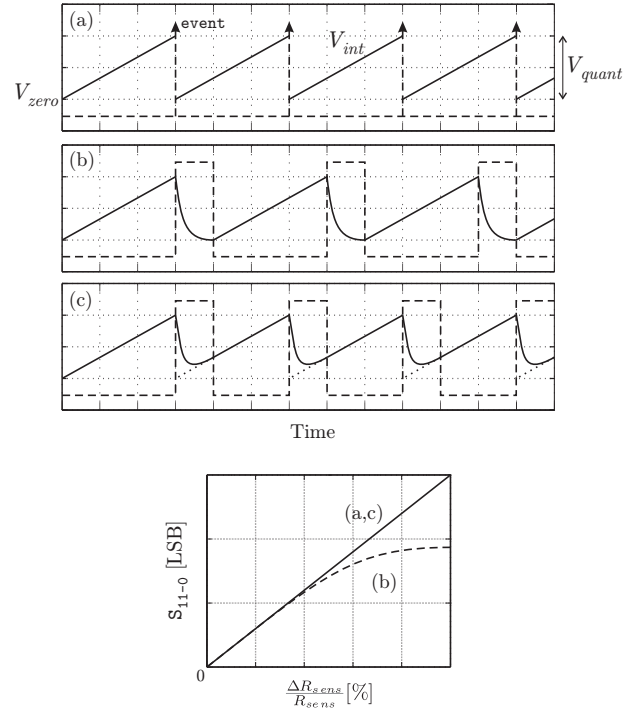 (a)
event
V_int
V_zero
V_quant
(b)
(c)
Time
(a,c)
(b)
S_11-0 [LSB]
0
ΔR_sens/R_sens [%]